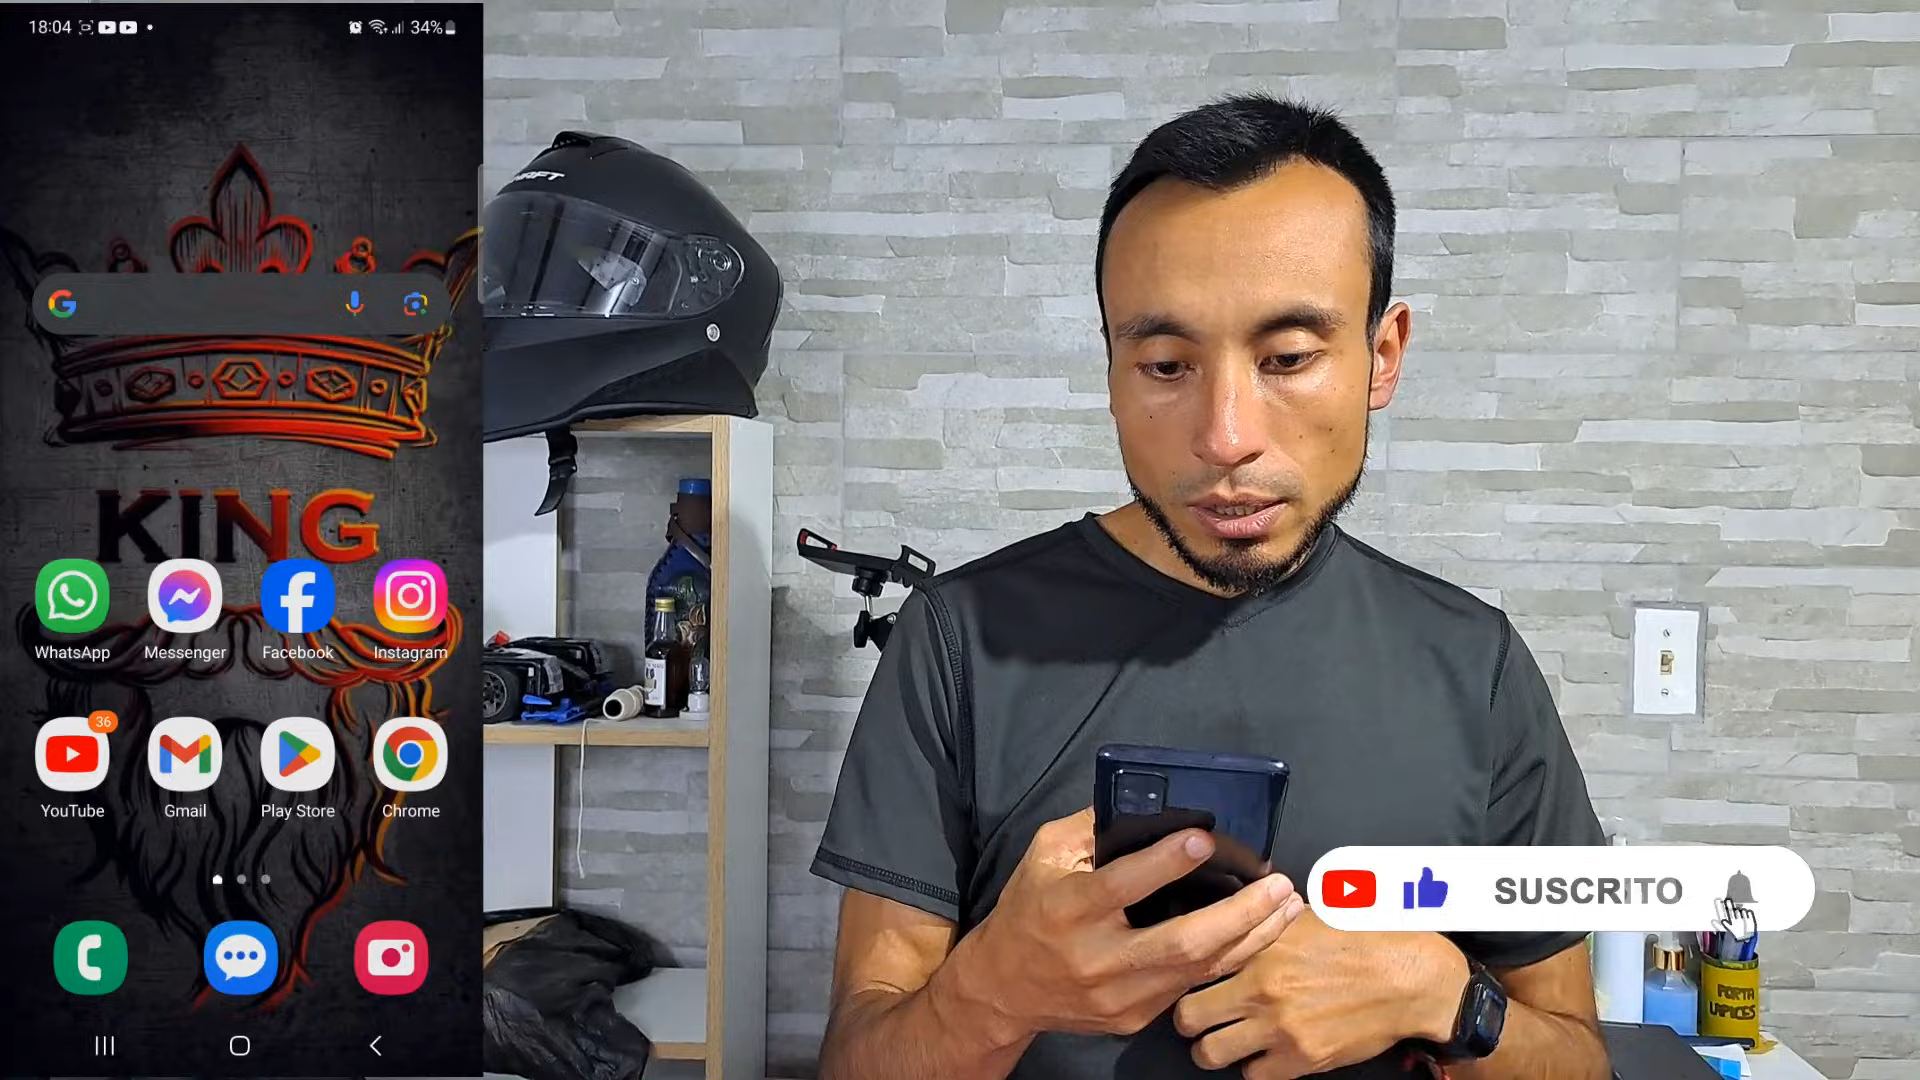 18:04
34%
KING
WhatsApp
Messenger
Facebook
Instagram
36
YouTube
Gmail
Play Store
Chrome
SUSCRITO
PORTA
LAPICES